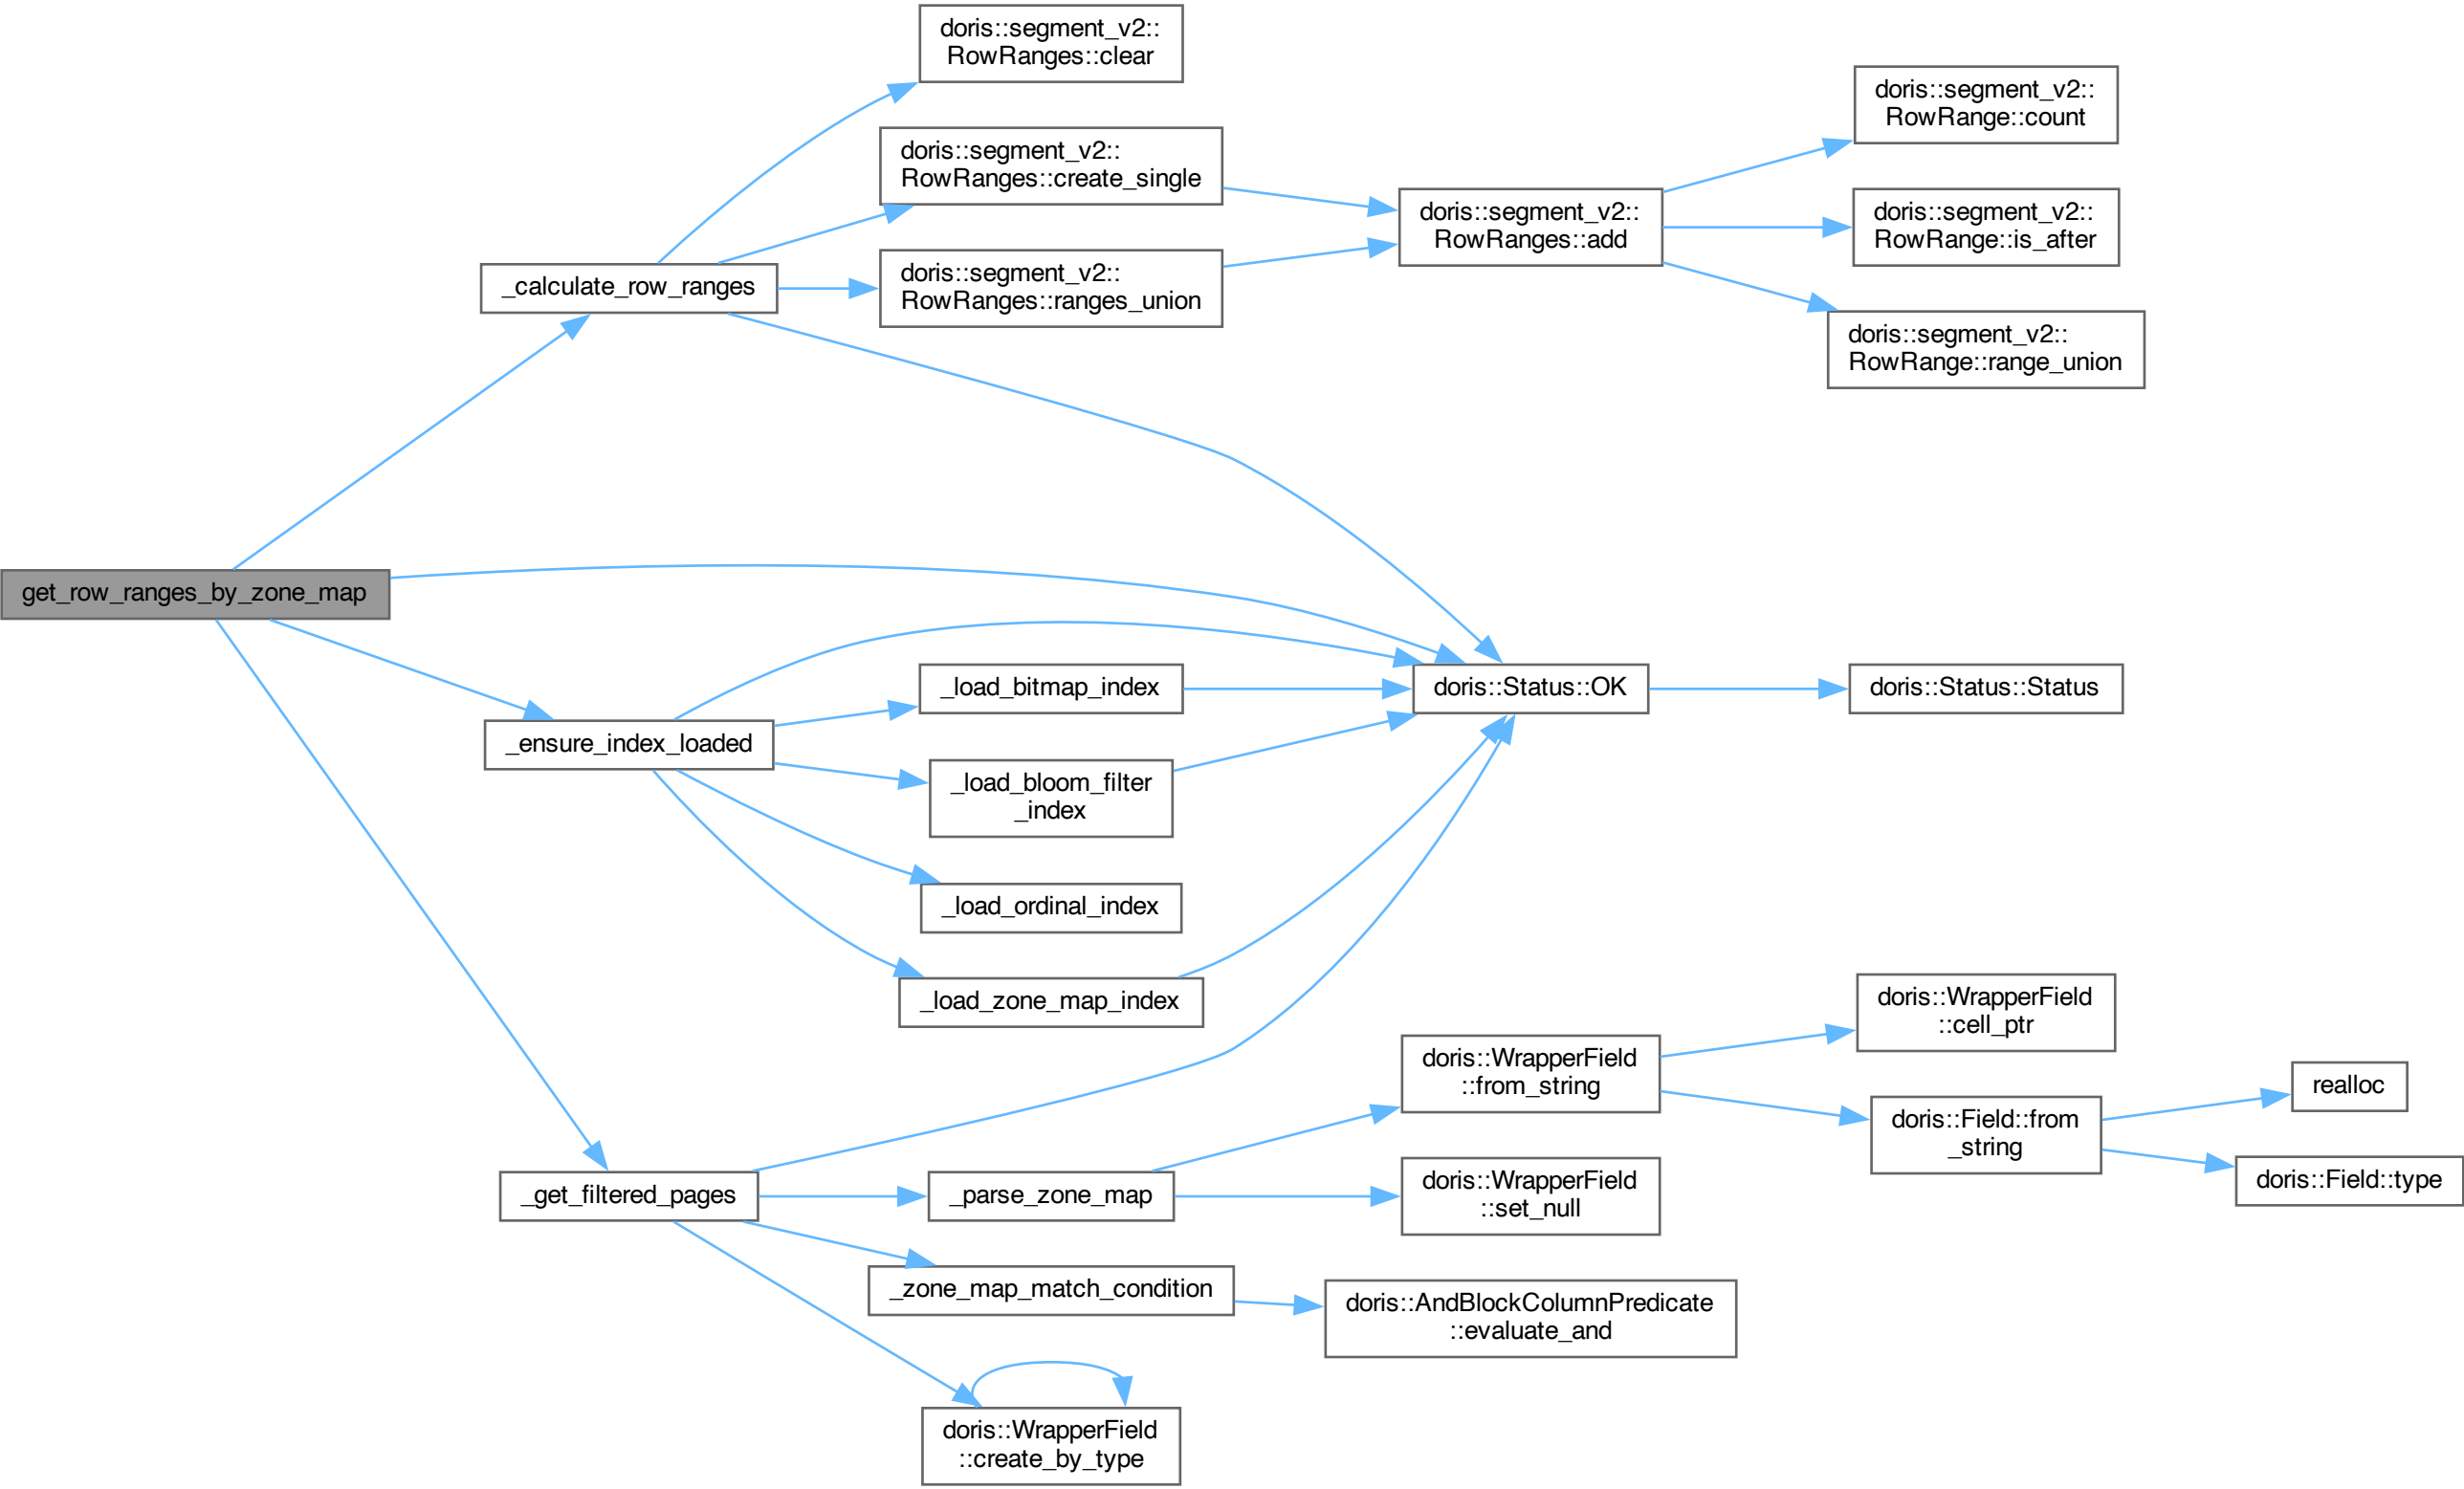 doris::segment_v2::
RowRanges::clear
doris::segment_v2::
RowRange::count
doris::segment_v2::
RowRanges::create_single
doris::segment_v2::
RowRanges::add
doris::segment_v2::
RowRange::is_after
_calculate_row_ranges
doris::segment_v2::
RowRanges::ranges_union
doris::segment_v2::
RowRange::range_union
get_row_ranges_by_zone_map
_load_bitmap_index
doris::Status::OK
doris::Status::Status
_ensure_index_loaded
_load_bloom_filter
_index
_load_ordinal_index
_load_zone_map_index
doris::WrapperField
::cell_ptr
doris::WrapperField
::from_string
realloc
doris::Field::from
_string
doris::Field::type
_get_filtered_pages
_parse_zone_map
doris::WrapperField
::set_null
_zone_map_match_condition
doris::AndBlockColumnPredicate
::evaluate_and
doris::WrapperField
::create_by_type